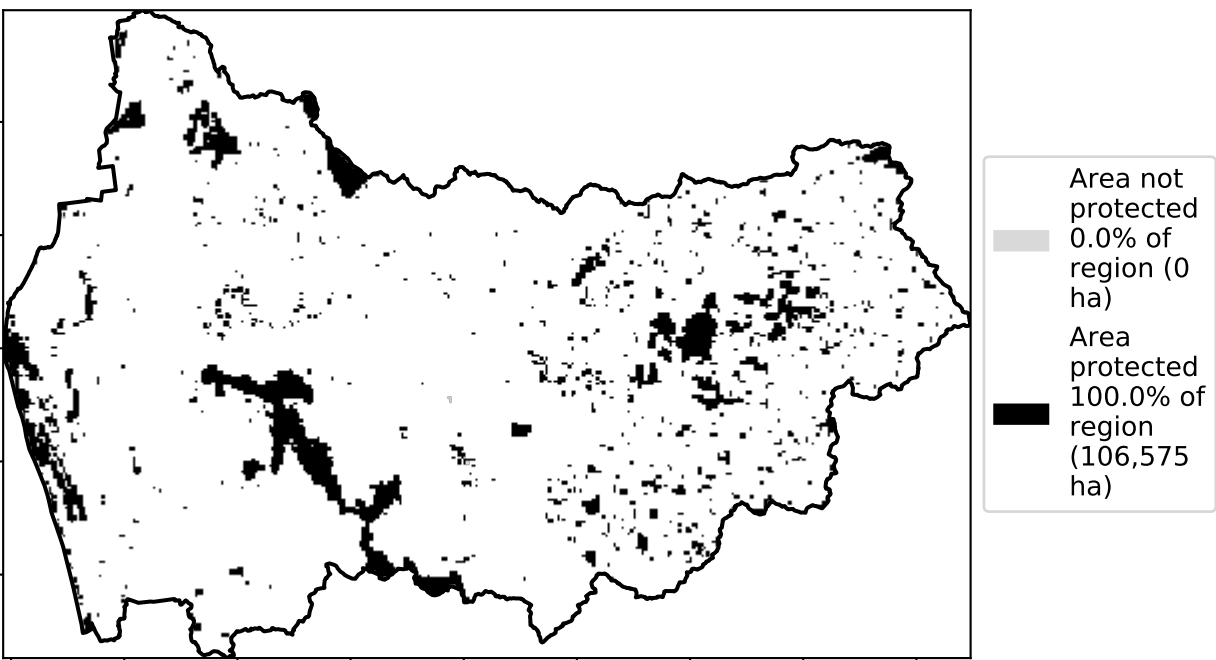 Area not
protected
0.0% of
region (0
ha)
Area
protected
100.0% of
region
(106,575
ha)